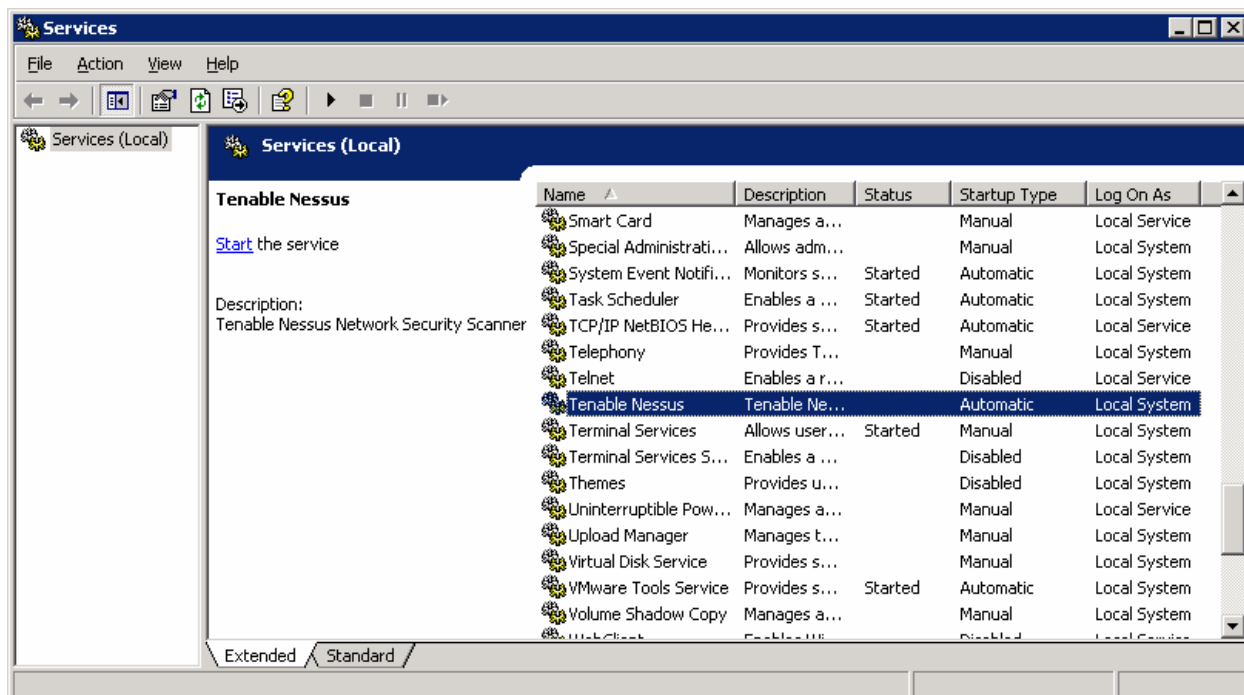 Services
File Action View Help
Services (Local)
Services (Local)
Tenable Nessus
Start the service
Description:
Tenable Nessus Network Security Scanner
Name Description Status Startup Type Log On As
Smart Card Manages a... Manual Local Service
Special Administrati... Allows adm... Manual Local System
System Event Notifi... Monitors s... Started Automatic Local System
Task Scheduler Enables a ... Started Automatic Local System
TCP/IP NetBIOS He... Provides s... Started Automatic Local Service
Telephony Provides T... Manual Local System
Telnet Enables a r... Disabled Local Service
Tenable Nessus Tenable Ne... Automatic Local System
Terminal Services Allows user... Started Manual Local System
Terminal Services S... Enables a ... Disabled Local System
Themes Provides u... Disabled Local System
Uninterruptible Pow... Manages a... Manual Local Service
Upload Manager Manages t... Manual Local System
Virtual Disk Service Provides s... Manual Local System
VMware Tools Service Provides s... Started Automatic Local System
Volume Shadow Copy Manages a... Manual Local System
Extended Standard